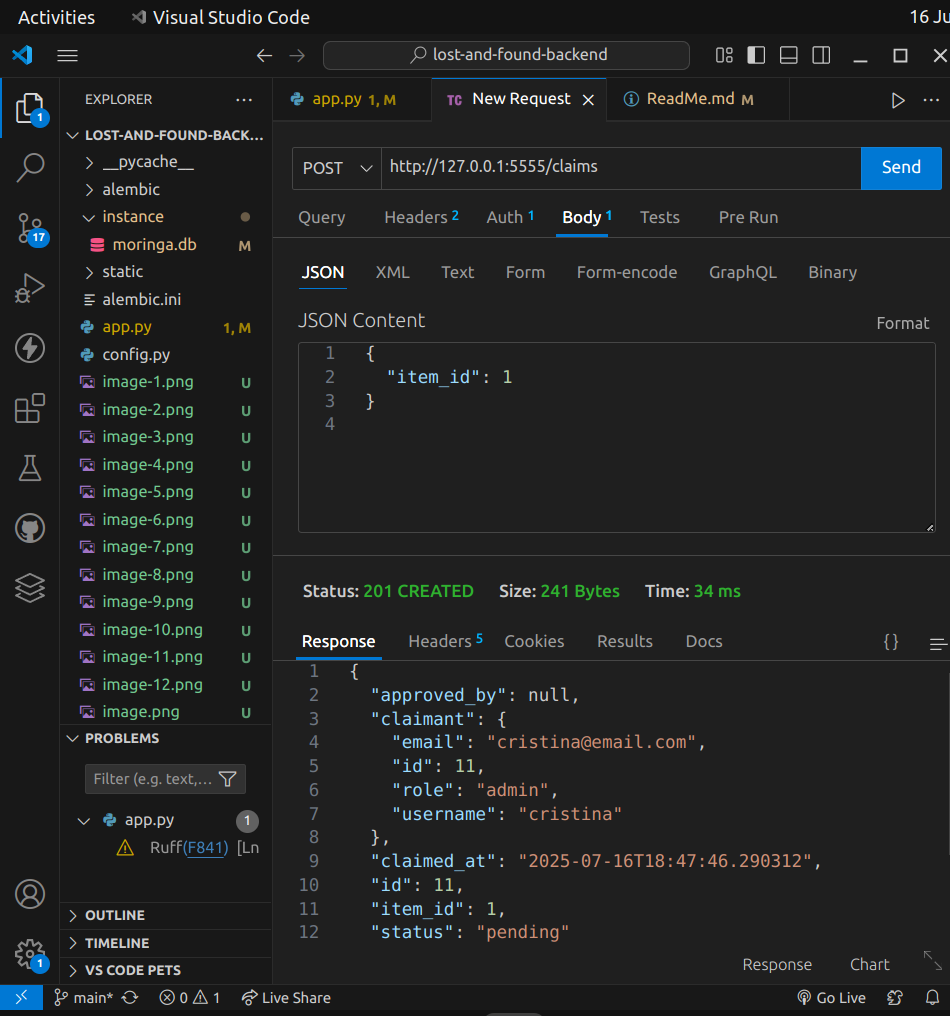 Activities Visual Studio Code 16 Ju
lost-and-found-backend
EXPLORER ...
LOST-AND-FOUND-BACK...
__pycache__
alembic
instance
moringa.db M
static
alembic.ini
app.py 1, M
config.py
image-1.png U
image-2.png U
image-3.png U
image-4.png U
image-5.png U
image-6.png U
image-7.png U
image-8.png U
image-9.png U
image-10.png U
image-11.png U
image-12.png U
image.png U
PROBLEMS
Filter (e.g. text,...
app.py 1
Ruff(F841) [Ln
OUTLINE
TIMELINE
VS CODE PETS
1
17
1
app.py 1, M TC New Request ReadMe.md M ...
POST http://127.0.0.1:5555/claims Send
Query Headers 2 Auth 1 Body 1 Tests Pre Run
JSON XML Text Form Form-encode GraphQL Binary
JSON Content Format
1 {
2 "item_id": 1
3 }
4
Status: 201 CREATED Size: 241 Bytes Time: 34 ms
Response Headers 5 Cookies Results Docs {}
1 {
2 "approved_by": null,
3 "claimant": {
4 "email": "cristina@email.com",
5 "id": 11,
6 "role": "admin",
7 "username": "cristina"
8 },
9 "claimed_at": "2025-07-16T18:47:46.290312",
10 "id": 11,
11 "item_id": 1,
12 "status": "pending"
Response Chart
main* 0 1 Live Share Go Live